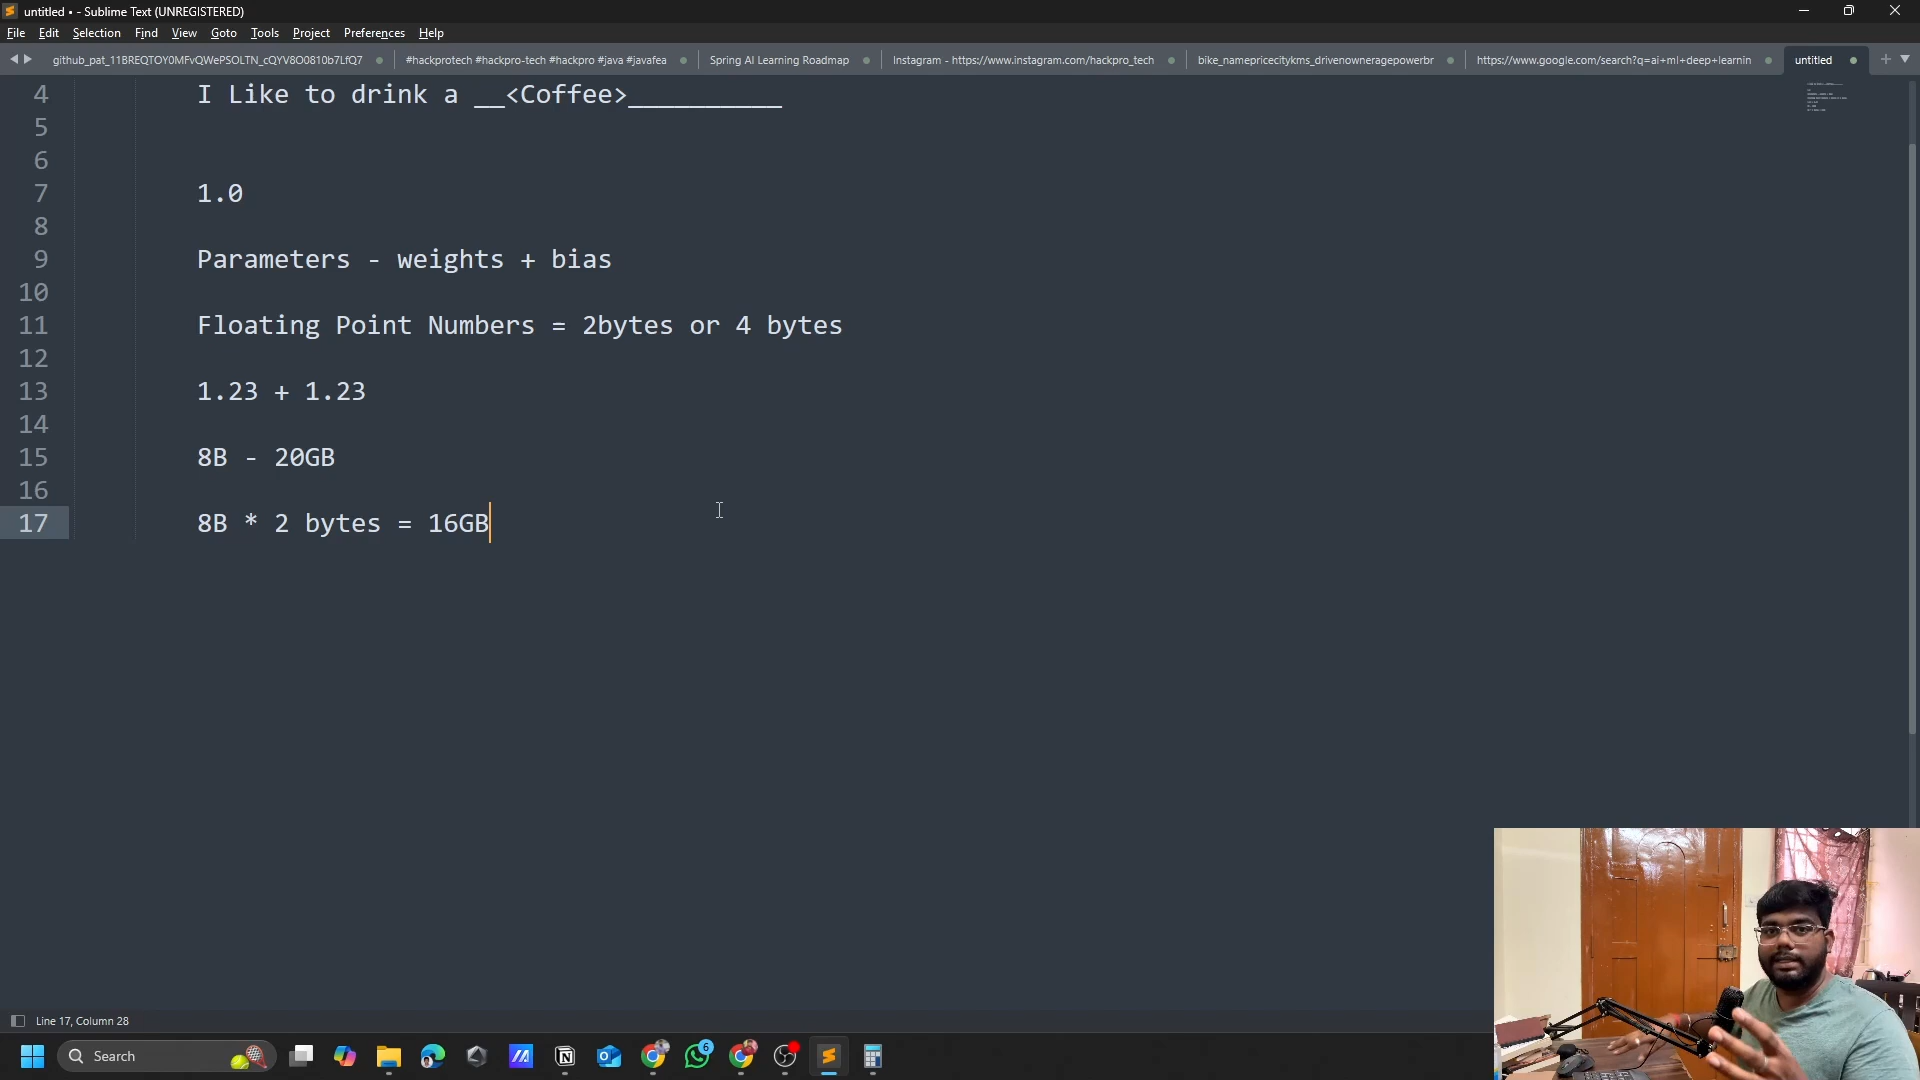 untitled • - Sublime Text (UNREGISTERED)
File Edit Selection Find View Goto Tools Project Preferences Help
github_pat_11BREQTOY0MFvQWePSOLTN_cQYV8O0810b7LfQ7 #hackprotech #hackpro-tech #hackpro #java #javafea Spring AI Learning Roadmap Instagram - https://www.instagram.com/hackpro_tech bike_namepricecitykms_drivenowneragepowerbr https://www.google.com/search?q=ai+ml+deep+learnin untitled
4 I Like to drink a __<Coffee>__________
5
6
7 1.0
8
9 Parameters - weights + bias
10
11 Floating Point Numbers = 2bytes or 4 bytes
12
13 1.23 + 1.23
14
15 8B - 20GB
16
17 8B * 2 bytes = 16GB
Line 17, Column 28
Search
6